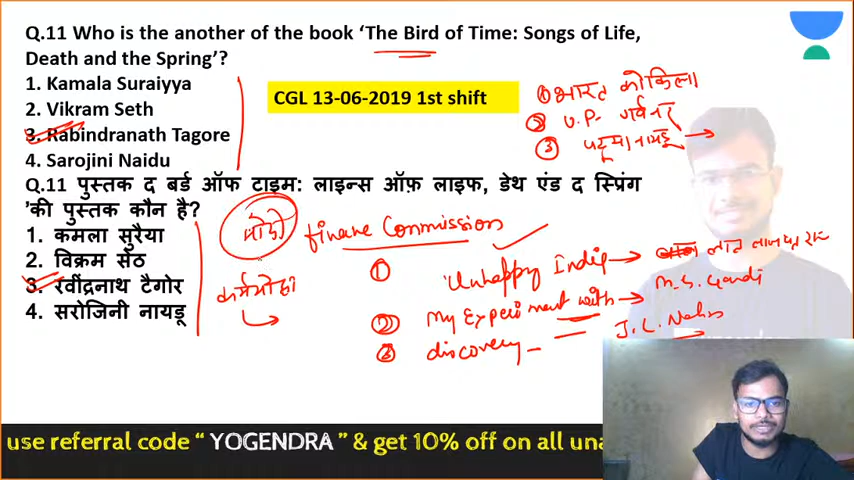 Q.11 Who is the another of the book ‘The Bird of Time: Songs of Life,
Death and the Spring’?
1. Kamala Suraiyya
2. Vikram Seth
3. Rabindranath Tagore
4. Sarojini Naidu
CGL 13-06-2019 1st shift
① भारत कोकिला
② U.P. गर्वनर
③ पद्मा नायडू →
Q.11 पुस्तक द बर्ड ऑफ टाइम: लाइन्स ऑफ़ लाइफ, डेथ एंड द स्प्रिंग
'की पुस्तक कौन है?
1. कमला सुरैया
2. विक्रम सेठ
3. रवींद्रनाथ टैगोर
4. सरोजिनी नायडू
finance Commission
① Unhappy India → लाला लाजपत राय
② My Experiment with → M.S. Gandi
③ discovery – J.L. Nehru
use referral code “ YOGENDRA ” & get 10% off on all una